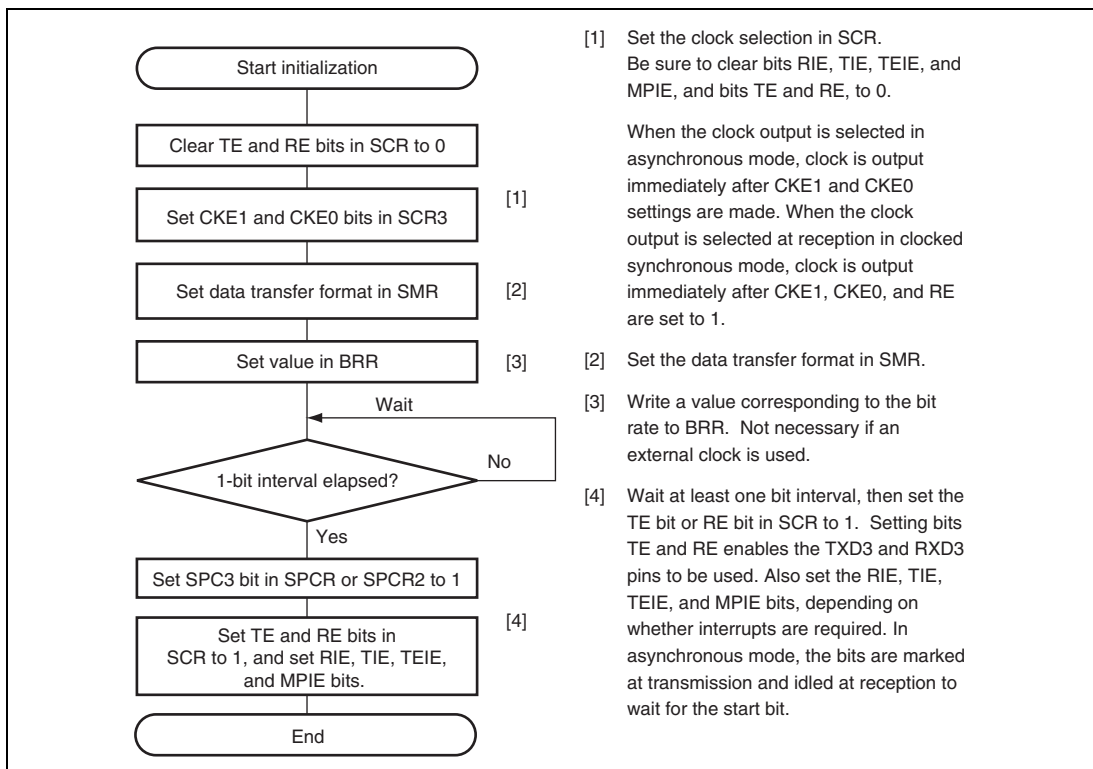 Start initialization
Clear TE and RE bits in SCR to 0
Set CKE1 and CKE0 bits in SCR3
[1]
Set data transfer format in SMR
[2]
Set value in BRR
[3]
Wait
1-bit interval elapsed?
No
Yes
Set SPC3 bit in SPCR or SPCR2 to 1
Set TE and RE bits in
SCR to 1, and set RIE, TIE, TEIE,
and MPIE bits.
[4]
End
[1] Set the clock selection in SCR.
Be sure to clear bits RIE, TIE, TEIE, and
MPIE, and bits TE and RE, to 0.
When the clock output is selected in
asynchronous mode, clock is output
immediately after CKE1 and CKE0
settings are made. When the clock
output is selected at reception in clocked
synchronous mode, clock is output
immediately after CKE1, CKE0, and RE
are set to 1.
[2] Set the data transfer format in SMR.
[3] Write a value corresponding to the bit
rate to BRR. Not necessary if an
external clock is used.
[4] Wait at least one bit interval, then set the
TE bit or RE bit in SCR to 1. Setting bits
TE and RE enables the TXD3 and RXD3
pins to be used. Also set the RIE, TIE,
TEIE, and MPIE bits, depending on
whether interrupts are required. In
asynchronous mode, the bits are marked
at transmission and idled at reception to
wait for the start bit.